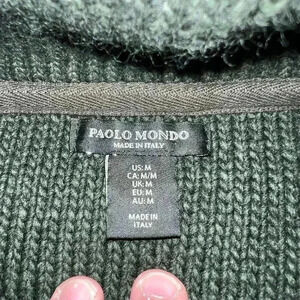 PAOLO MONDO
MADE IN ITALY
US: M
CA: M/M
UK: M
EU: M
AU: M
MADE IN
ITALY